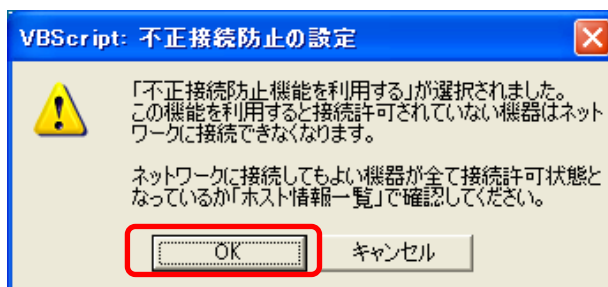 VBScript: 不正接続防止の設定
「不正接続防止機能を利用する」が選択されました。
この機能を利用すると接続許可されていない機器はネット
ワークに接続できなくなります。
ネットワークに接続してもよい機器が全て接続許可状態と
なっているか「ホスト情報一覧」で確認してください。
OK
キャンセル